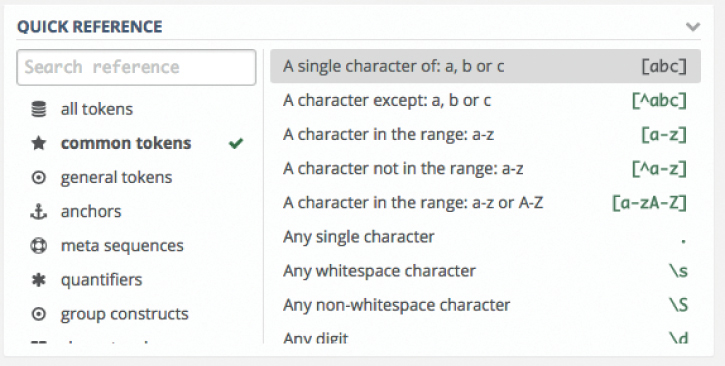 QUICK REFERENCE
Search reference
all tokens
common tokens
general tokens
anchors
meta sequences
quantifiers
group constructs
A single character of: a, b or c [abc]
A character except: a, b or c [^abc]
A character in the range: a-z [a-z]
A character not in the range: a-z [^a-z]
A character in the range: a-z or A-Z [a-zA-Z]
Any single character .
Any whitespace character \s
Any non-whitespace character \S
Any digit \d